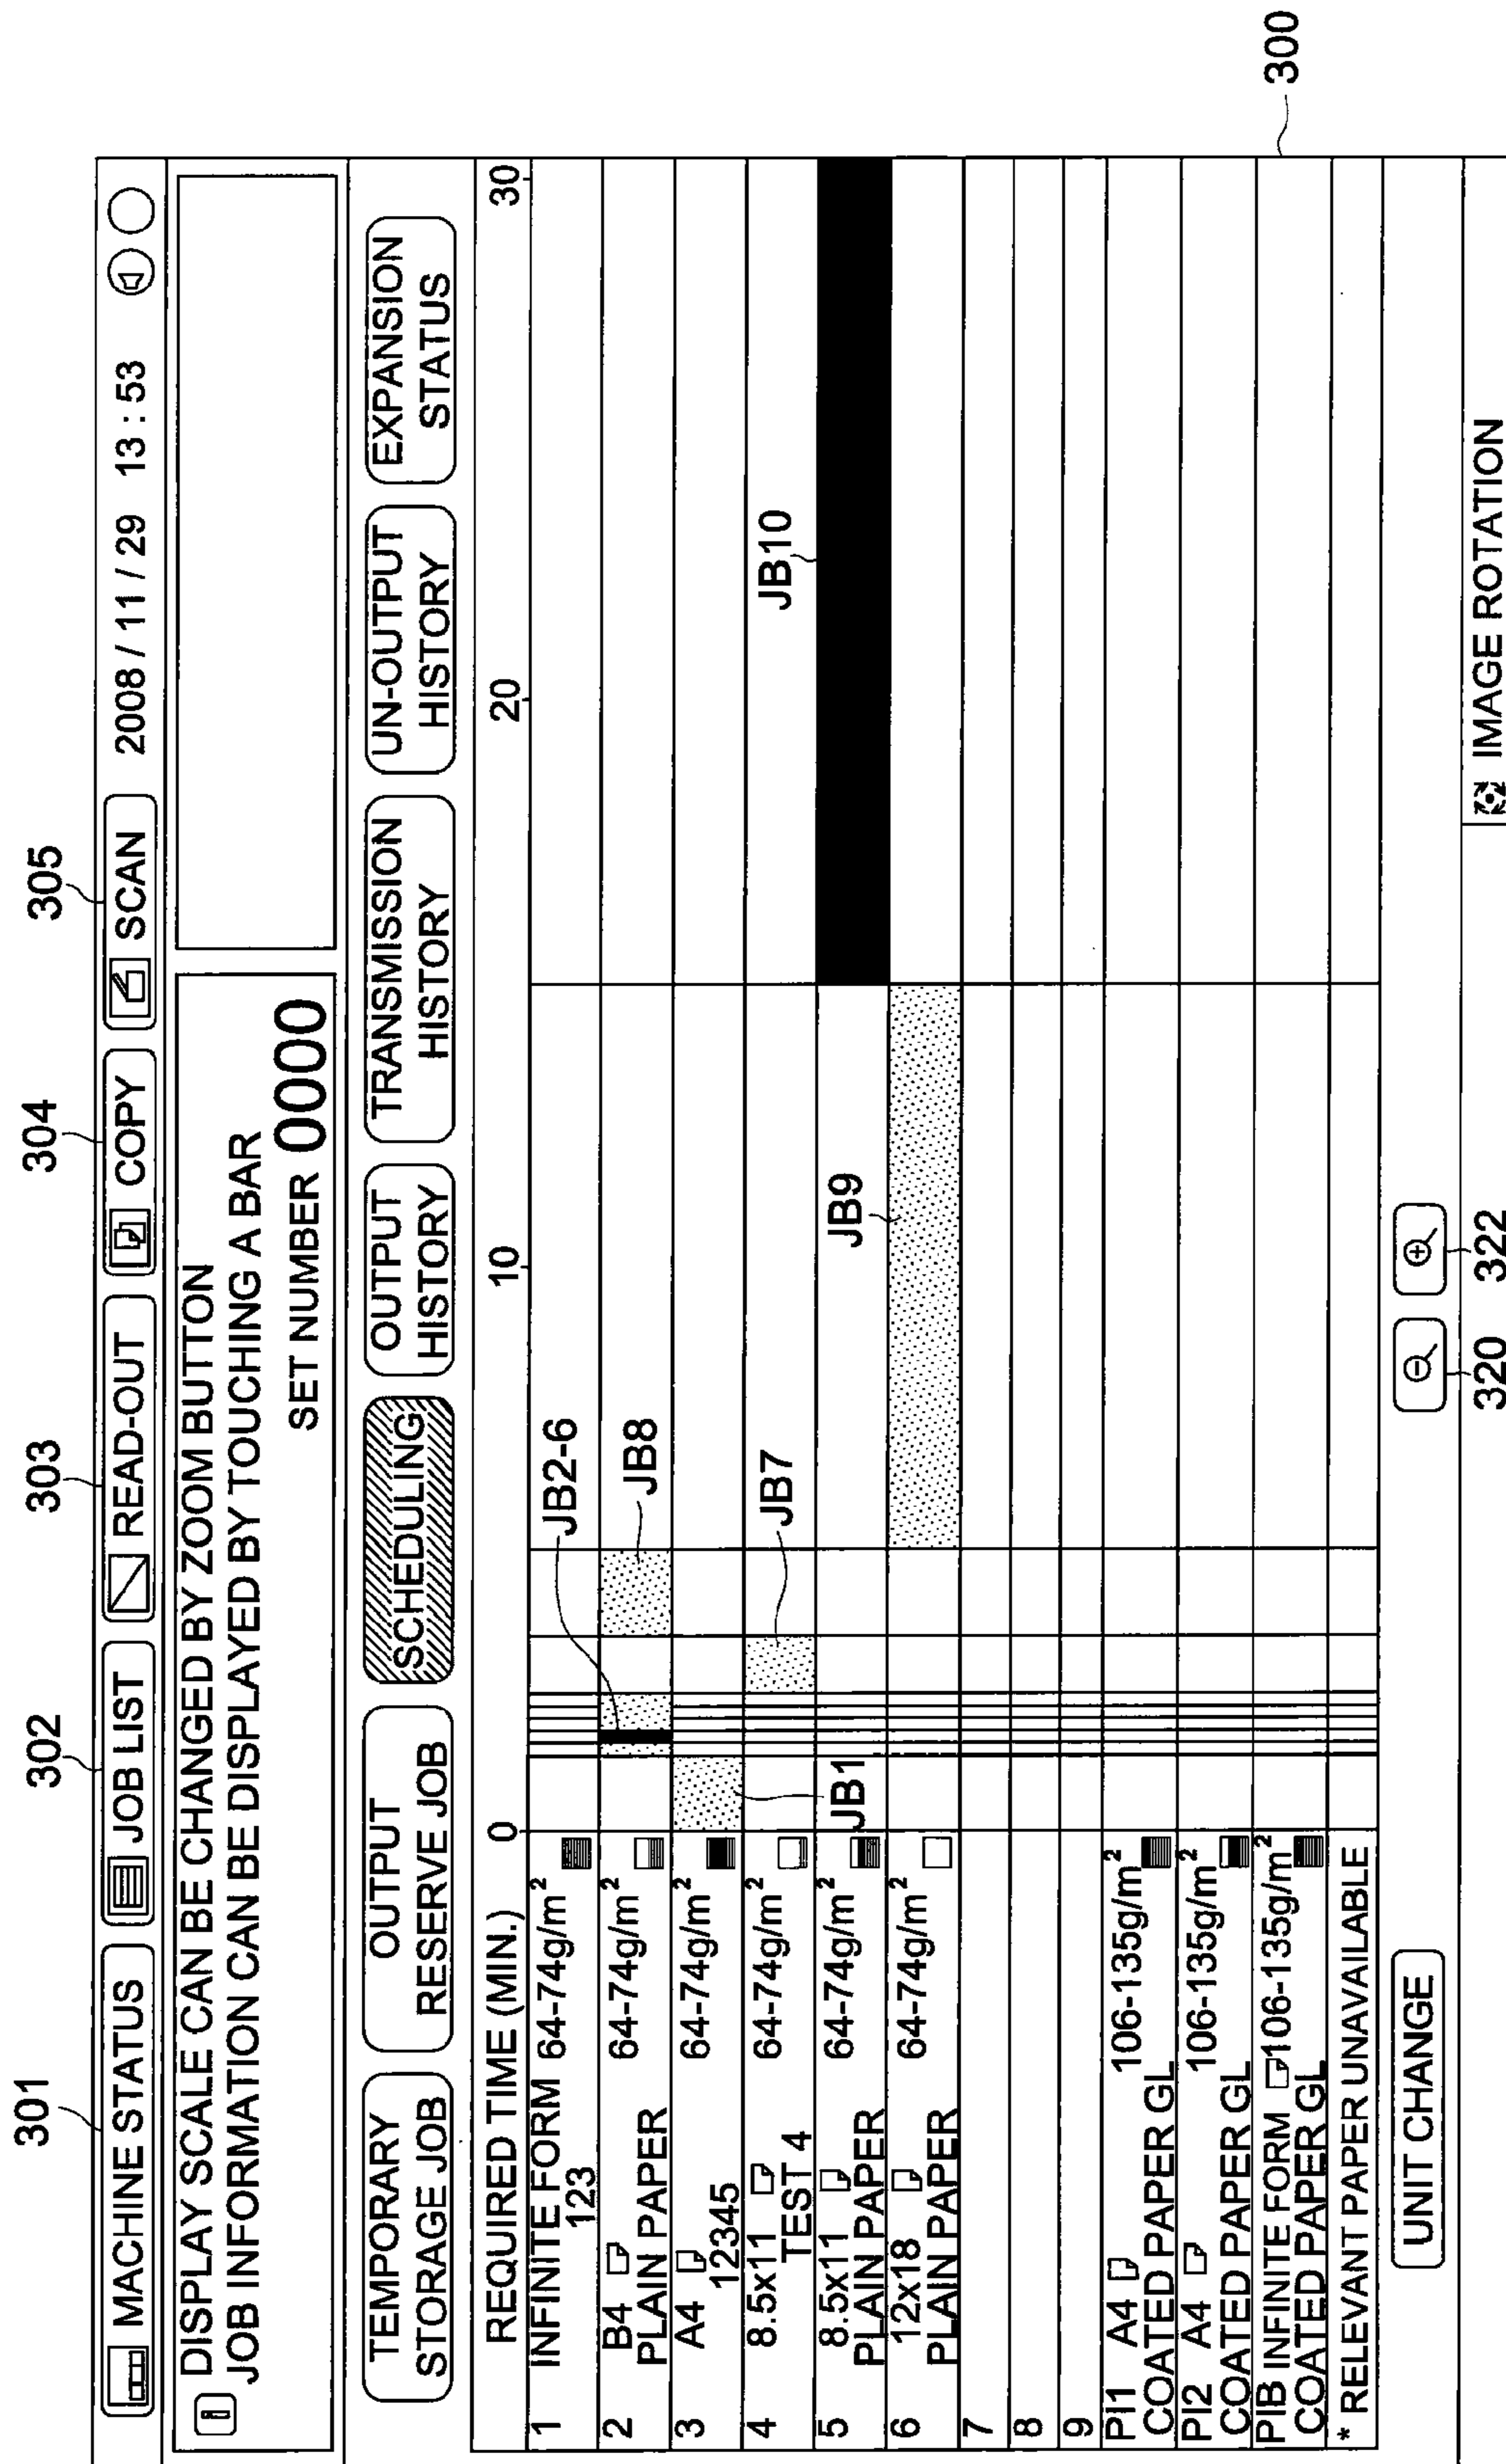 301
302
303
304
305
MACHINE STATUS
JOB LIST
READ-OUT
COPY
SCAN
2008 / 11 / 29 13 : 53
DISPLAY SCALE CAN BE CHANGED BY ZOOM BUTTON
JOB INFORMATION CAN BE DISPLAYED BY TOUCHING A BAR
SET NUMBER 0000
TEMPORARY
STORAGE JOB
OUTPUT
RESERVE JOB
SCHEDULING
OUTPUT
HISTORY
TRANSMISSION
HISTORY
UN-OUTPUT
HISTORY
EXPANSION
STATUS
REQUIRED TIME (MIN.) 0 10 20 30
1 INFINITE FORM 64-74g/m²
123
JB2-6
2 B4 64-74g/m²
PLAIN PAPER
JB8
3 A4 64-74g/m²
12345
4 8.5x11 64-74g/m²
TEST 4
JB7
JB10
5 8.5x11 64-74g/m²
PLAIN PAPER
JB1
JB9
6 12x18 64-74g/m²
PLAIN PAPER
7
8
9
PI1 A4 106-135g/m²
COATED PAPER GL
PI2 A4 106-135g/m²
COATED PAPER GL
PIB INFINITE FORM 106-135g/m²
COATED PAPER GL
300
* RELEVANT PAPER UNAVAILABLE
UNIT CHANGE
320
322
IMAGE ROTATION